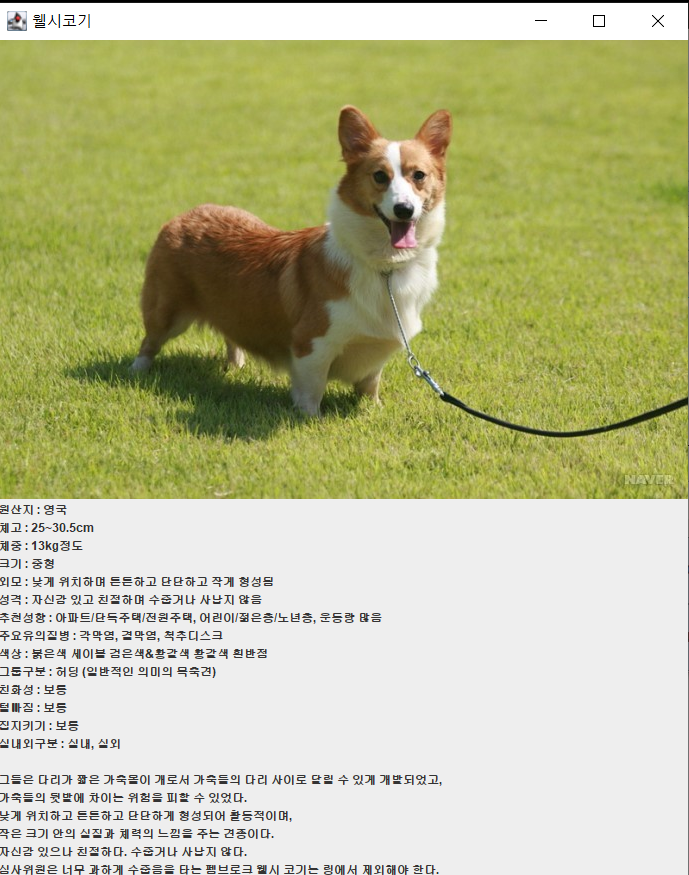 웰시코기
NAVER
원산지 : 영국
체고 : 25~30.5cm
체중 : 13kg정도
크기 : 중형
외모 : 낮게 위치하며 튼튼하고 단단하고 작게 형성됨
성격 : 자신감 있고 친절하며 수줍거나 사납지 않음
추천성향 : 아파트/단독주택/전원주택, 어린이/젊은층/노년층, 운동량 많음
주요유의질병 : 각막염, 결막염, 척추디스크
색상 : 붉은색 세이블 검은색&황갈색 황갈색 흰반점
그룹구분 : 허딩 (일반적인 의미의 목축견)
친화성 : 보통
털빠짐 : 보통
집지키기 : 보통
실내외구분 : 실내, 실외
그들은 다리가 짧은 가축몰이 개로서 가축들의 다리 사이로 달릴 수 있게 개발되었고,
가축들의 뒷발에 차이는 위험을 피할 수 있었다.
낮게 위치하고 튼튼하고 단단하게 형성되어 활동적이며,
작은 크기 안의 실질과 체력의 느낌을 주는 견종이다.
자신감 있으나 친절하다. 수줍거나 사납지 않다.
심사위원은 너무 과하게 수줍음을 타는 펨브로크 웰시 코기는 링에서 제외해야 한다.